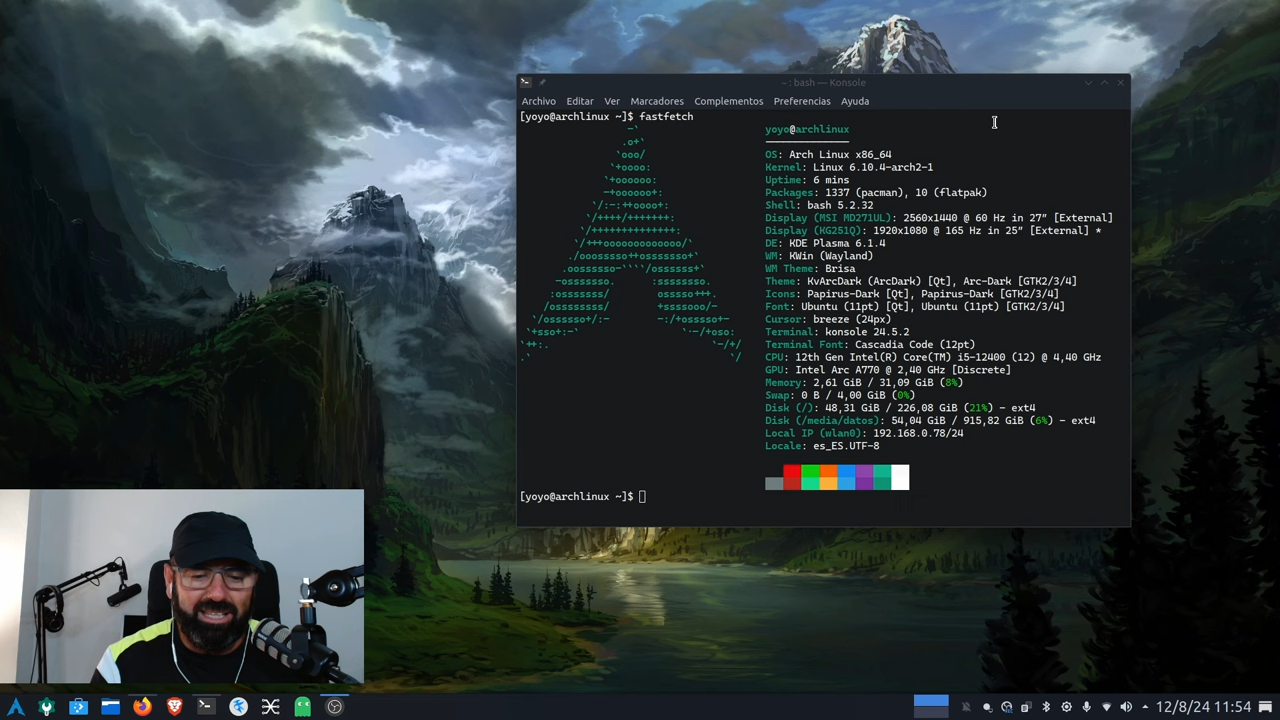 ~ : bash — Konsole
Archivo Editar Ver Marcadores Complementos Preferencias Ayuda
[yoyo@archlinux ~]$ fastfetch
yoyo@archlinux
OS: Arch Linux x86_64
Kernel: Linux 6.10.4-arch2-1
Uptime: 6 mins
Packages: 1337 (pacman), 10 (flatpak)
Shell: bash 5.2.32
Display (MSI MD271UL): 2560x1440 @ 60 Hz in 27″ [External]
Display (KG251Q): 1920x1080 @ 165 Hz in 25″ [External] *
DE: KDE Plasma 6.1.4
WM: KWin (Wayland)
WM Theme: Brisa
Theme: KvArcDark (ArcDark) [Qt], Arc-Dark [GTK2/3/4]
Icons: Papirus-Dark [Qt], Papirus-Dark [GTK2/3/4]
Font: Ubuntu (11pt) [Qt], Ubuntu (11pt) [GTK2/3/4]
Cursor: breeze (24px)
Terminal: konsole 24.5.2
Terminal Font: Cascadia Code (12pt)
CPU: 12th Gen Intel(R) Core(TM) i5-12400 (12) @ 4,40 GHz
GPU: Intel Arc A770 @ 2,40 GHz [Discrete]
Memory: 2,61 GiB / 31,09 GiB (8%)
Swap: 0 B / 4,00 GiB (0%)
Disk (/): 48,31 GiB / 226,08 GiB (21%) - ext4
Disk (/media/datos): 54,04 GiB / 915,82 GiB (6%) - ext4
Local IP (wlan0): 192.168.0.78/24
Locale: es_ES.UTF-8
[yoyo@archlinux ~]$
12/8/24 11:54